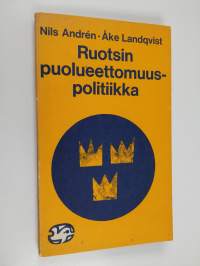 Nils Andrén · Åke Landqvist
Ruotsin
puolueettomuus-
politiikka